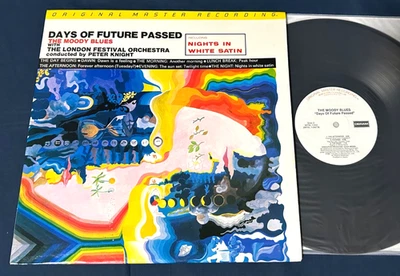 ORIGINAL MASTER RECORDING
DAYS OF FUTURE PASSED
THE MOODY BLUES
WITH
THE LONDON FESTIVAL ORCHESTRA
conducted by PETER KNIGHT
NIGHTS IN
WHITE SATIN
THE DAY BEGINS • DAWN: Dawn is a feeling • THE MORNING: Another morning • LUNCH BREAK: Peak hour
THE AFTERNOON: Forever afternoon (Tuesday?) • EVENING: The sun set: Twilight time • THE NIGHT: Nights in white satin
THE MOODY BLUES
"Days Of Future Passed"